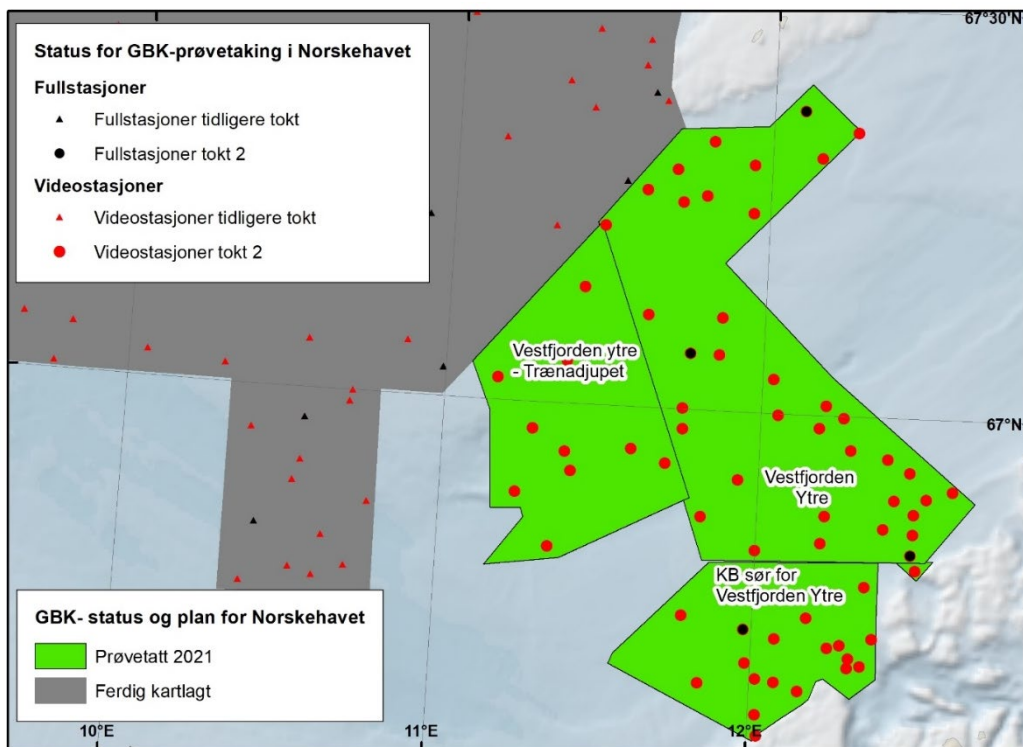 Status for GBK-prøvetaking i Norskehavet
Fullstasjoner
Fullstasjoner tidligere tokt
Fullstasjoner tokt 2
Videostasjoner
Videostasjoner tidligere tokt
Videostasjoner tokt 2
67°30'N
Vestfjorden ytre
- Trænadjupet
67°N
Vestfjorden
Ytre
KB sør for
Vestfjorden Ytre
GBK- status og plan for Norskehavet
Prøvetatt 2021
Ferdig kartlagt
10°E
11°E
12°E